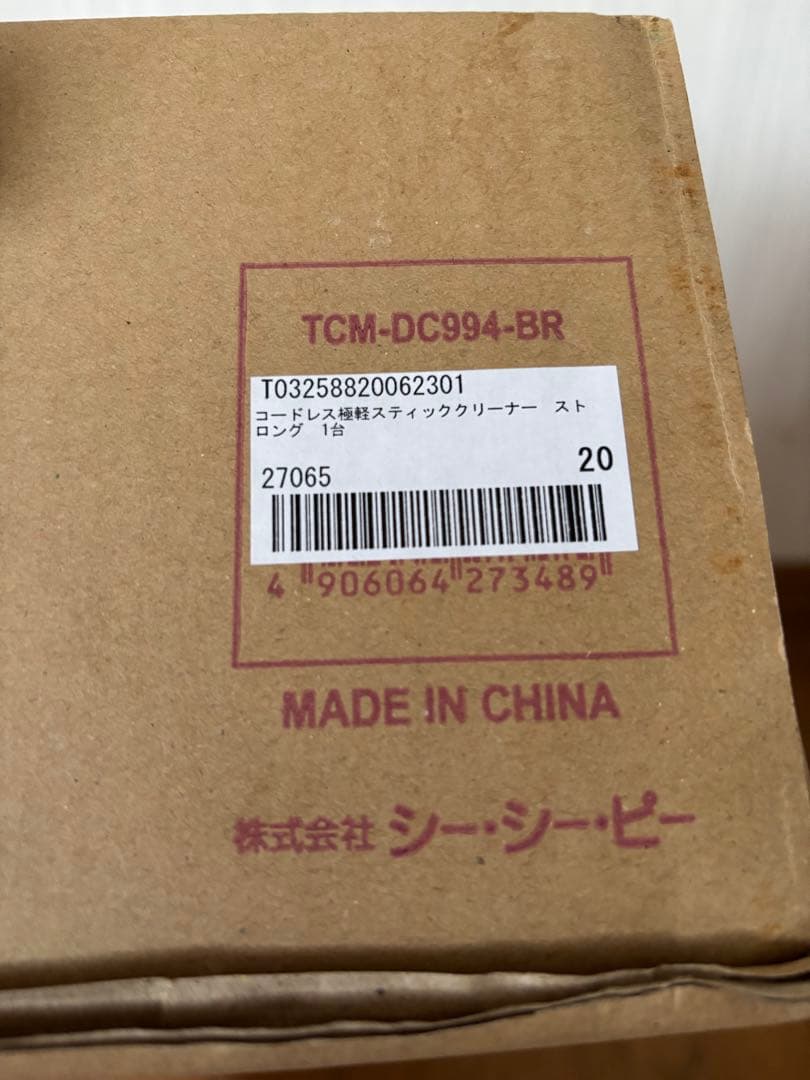 TCM-DC994-BR
T03258820062301
コードレス極軽スティッククリーナー　スト
ロング　1台
27065 20
4 906064 273489
MADE IN CHINA
株式会社 シー・シー・ピー